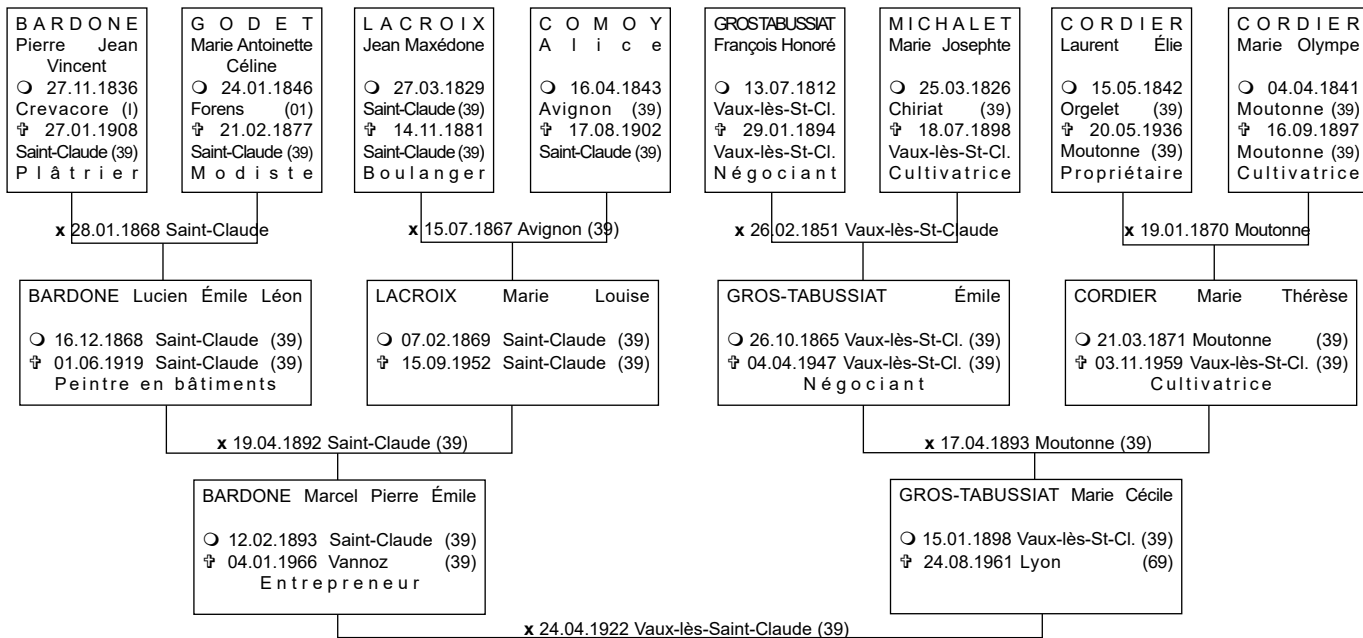 BARDONE
Pierre Jean
Vincent
❍ 27.11.1836
Crevacore (I)
✞ 27.01.1908
Saint-Claude (39)
Plâtrier
GODET
Marie Antoinette
Céline
❍ 24.01.1846
Forens (01)
✞ 21.02.1877
Saint-Claude (39)
Modiste
LACROIX
Jean Maxédone
❍ 27.03.1829
Saint-Claude (39)
✞ 14.11.1881
Saint-Claude (39)
Boulanger
COMOY
Alice
❍ 16.04.1843
Avignon (39)
✞ 17.08.1902
Saint-Claude (39)
GROSTABUSSIAT
François Honoré
❍ 13.07.1812
Vaux-lès-St-Cl.
✞ 29.01.1894
Vaux-lès-St-Cl.
Négociant
MICHALET
Marie Josephte
❍ 25.03.1826
Chiriat (39)
✞ 18.07.1898
Vaux-lès-St-Cl.
Cultivatrice
CORDIER
Laurent Élie
❍ 15.05.1842
Orgelet (39)
✞ 20.05.1936
Moutonne (39)
Propriétaire
CORDIER
Marie Olympe
❍ 04.04.1841
Moutonne (39)
✞ 16.09.1897
Moutonne (39)
Cultivatrice
x 28.01.1868 Saint-Claude
x 15.07.1867 Avignon (39)
x 26.02.1851 Vaux-lès-St-Claude
x 19.01.1870 Moutonne
BARDONE Lucien Émile Léon
❍ 16.12.1868 Saint-Claude (39)
✞ 01.06.1919 Saint-Claude (39)
Peintre en bâtiments
LACROIX Marie Louise
❍ 07.02.1869 Saint-Claude (39)
✞ 15.09.1952 Saint-Claude (39)
GROS-TABUSSIAT Émile
❍ 26.10.1865 Vaux-lès-St-Cl. (39)
✞ 04.04.1947 Vaux-lès-St-Cl. (39)
Négociant
CORDIER Marie Thérèse
❍ 21.03.1871 Moutonne (39)
✞ 03.11.1959 Vaux-lès-St-Cl. (39)
Cultivatrice
x 19.04.1892 Saint-Claude (39)
x 17.04.1893 Moutonne (39)
BARDONE Marcel Pierre Émile
❍ 12.02.1893 Saint-Claude (39)
✞ 04.01.1966 Vannoz (39)
Entrepreneur
GROS-TABUSSIAT Marie Cécile
❍ 15.01.1898 Vaux-lès-St-Cl. (39)
✞ 24.08.1961 Lyon (69)
x 24.04.1922 Vaux-lès-Saint-Claude (39)